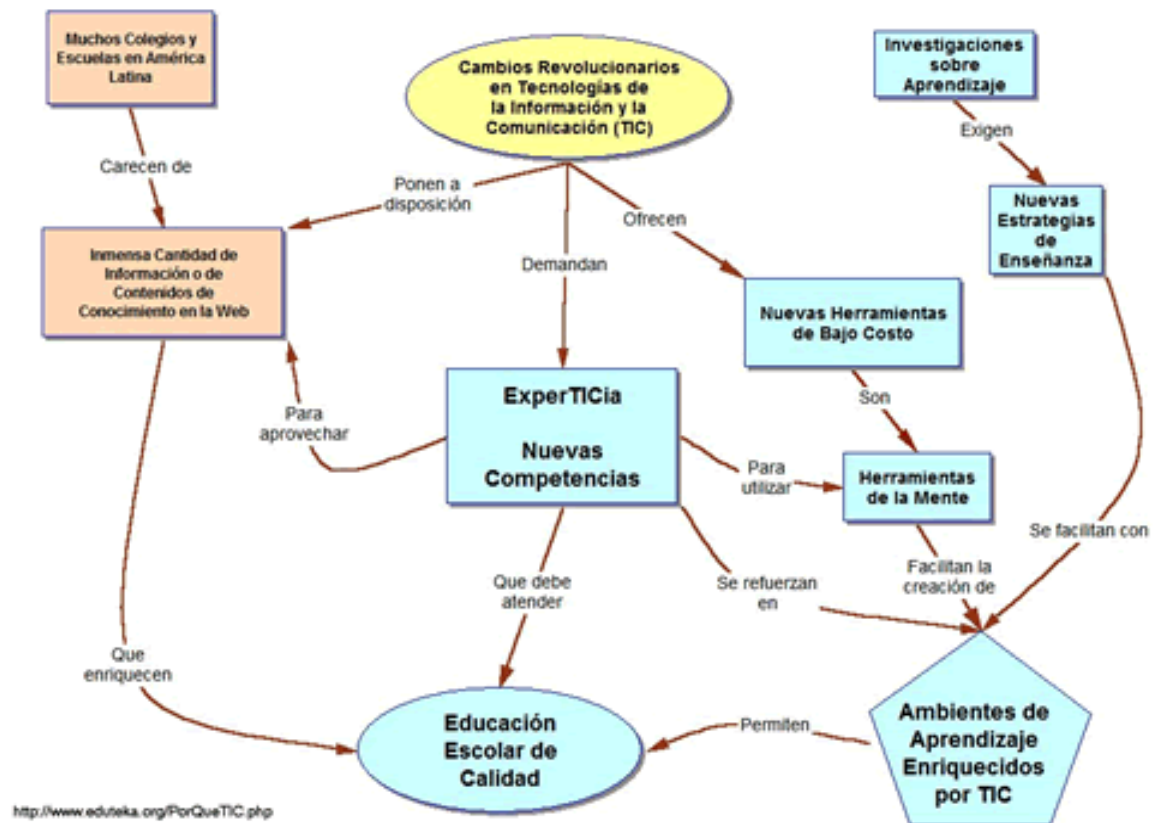 Muchos Colegios y
Escuelas en América
Latina
Cambios Revolucionarios
en Tecnologías de
la Información y la
Comunicación (TIC)
Investigaciones
sobre
Aprendizaje
Carecen de
Ponen a
disposición
Ofrecen
Exigen
Demandan
Inmensa Cantidad de
Información o de
Contenidos de
Conocimiento en la Web
Nuevas
Estrategias
de
Enseñanza
Nuevas Herramientas
de Bajo Costo
Son
ExperTICia
Nuevas
Competencias
Para
aprovechar
Para
utilizar
Herramientas
de la Mente
Se facilitan con
Que debe
atender
Se refuerzan
en
Facilitan la
creación de
Que
enriquecen
Educación
Escolar de
Calidad
Permiten
Ambientes de
Aprendizaje
Enriquecidos
por TIC
http://www.eduteka.org/PorQueTIC.php